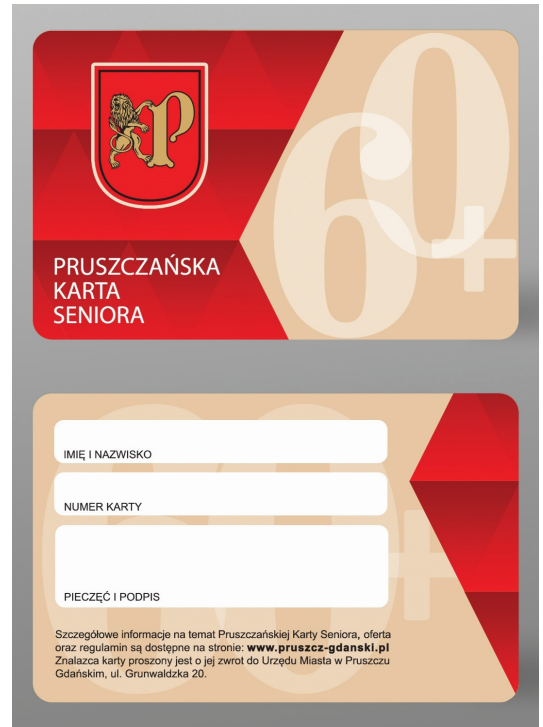 P
60+
PRUSZCZAŃSKA
KARTA
SENIORA
60+
IMIĘ I NAZWISKO
NUMER KARTY
PIECZĘĆ I PODPIS
Szczegółowe informacje na temat Pruszczańskiej Karty Seniora, oferta
oraz regulamin są dostępne na stronie: www.pruszcz-gdanski.pl
Znalazca karty proszony jest o jej zwrot do Urzędu Miasta w Pruszczu
Gdańskim, ul. Grunwaldzka 20.